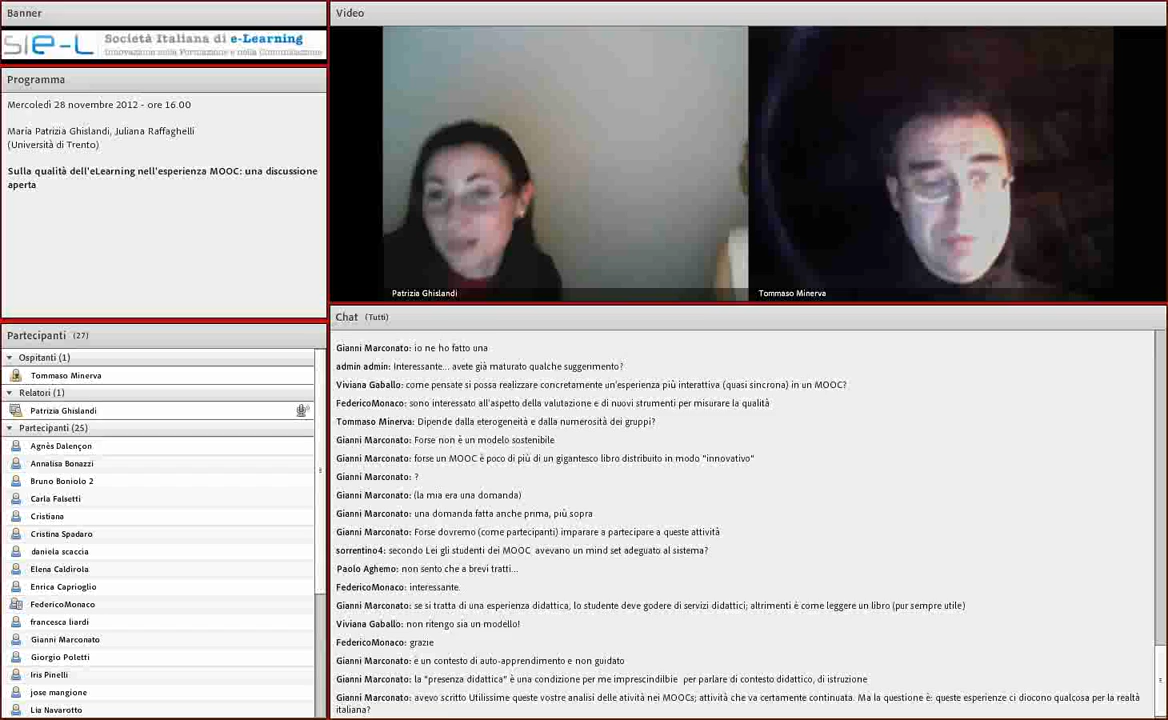 Banner
SIe-L Società Italiana di e-Learning
Innovazione nella Formazione e nella Comunicazione
Programma
Mercoledì 28 novembre 2012 - ore 16.00
Maria Patrizia Ghislandi, Juliana Raffaghelli
(Università di Trento)
Sulla qualità dell'eLearning nell'esperienza MOOC: una discussione
aperta
Partecipanti (27)
Ospitanti (1)
Tommaso Minerva
Relatori (1)
Patrizia Ghislandi
Partecipanti (25)
Agnès Dalençon
Annalisa Bonazzi
Bruno Boniolo 2
Carla Falsetti
Cristiana
Cristina Spadaro
daniela scaccia
Elena Caldirola
Enrica Caprioglio
FedericoMonaco
francesca liardi
Gianni Marconato
Giorgio Poletti
Iris Pinelli
jose mangione
Lia Navarotto
Video
Patrizia Ghislandi
Tommaso Minerva
Chat (Tutti)
Gianni Marconato: io ne ho fatto una
admin admin: Interessante... avete già maturato qualche suggerimento?
Viviana Gaballo: come pensate si possa realizzare concretamente un'esperienza più interattiva (quasi sincrona) in un MOOC?
FedericoMonaco: sono interessato all'aspetto della valutazione e di nuovi strumenti per misurare la qualità
Tommaso Minerva: Dipende dalla eterogeneità e dalla numerosità dei gruppi?
Gianni Marconato: Forse non è un modello sostenibile
Gianni Marconato: forse un MOOC è poco di più di un gigantesco libro distribuito in modo "innovativo"
Gianni Marconato: ?
Gianni Marconato: (la mia era una domanda)
Gianni Marconato: una domanda fatta anche prima, più sopra
Gianni Marconato: Forse dovremo (come partecipanti) imparare a partecipare a queste attività
sorrentino4: secondo Lei gli studenti dei MOOC avevano un mind set adeguato al sistema?
Paolo Aghemo: non sento che a brevi tratti...
FedericoMonaco: interessante.
Gianni Marconato: se si tratta di una esperienza didattica, lo studente deve godere di servizi didattici; altrimenti è come leggere un libro (pur sempre utile)
Viviana Gaballo: non ritengo sia un modello!
FedericoMonaco: grazie
Gianni Marconato: è un contesto di auto-apprendimento e non guidato
Gianni Marconato: la "presenza didattica" è una condizione per me imprescindilbie per parlare di contesto didattico, di istruzione
Gianni Marconato: avevo scritto Utilissime queste vostre analisi delle atività nei MOOCs; attività che va certamente continuata. Ma la questione è: queste esperienze ci diocono qualcosa per la realtà
italiana?